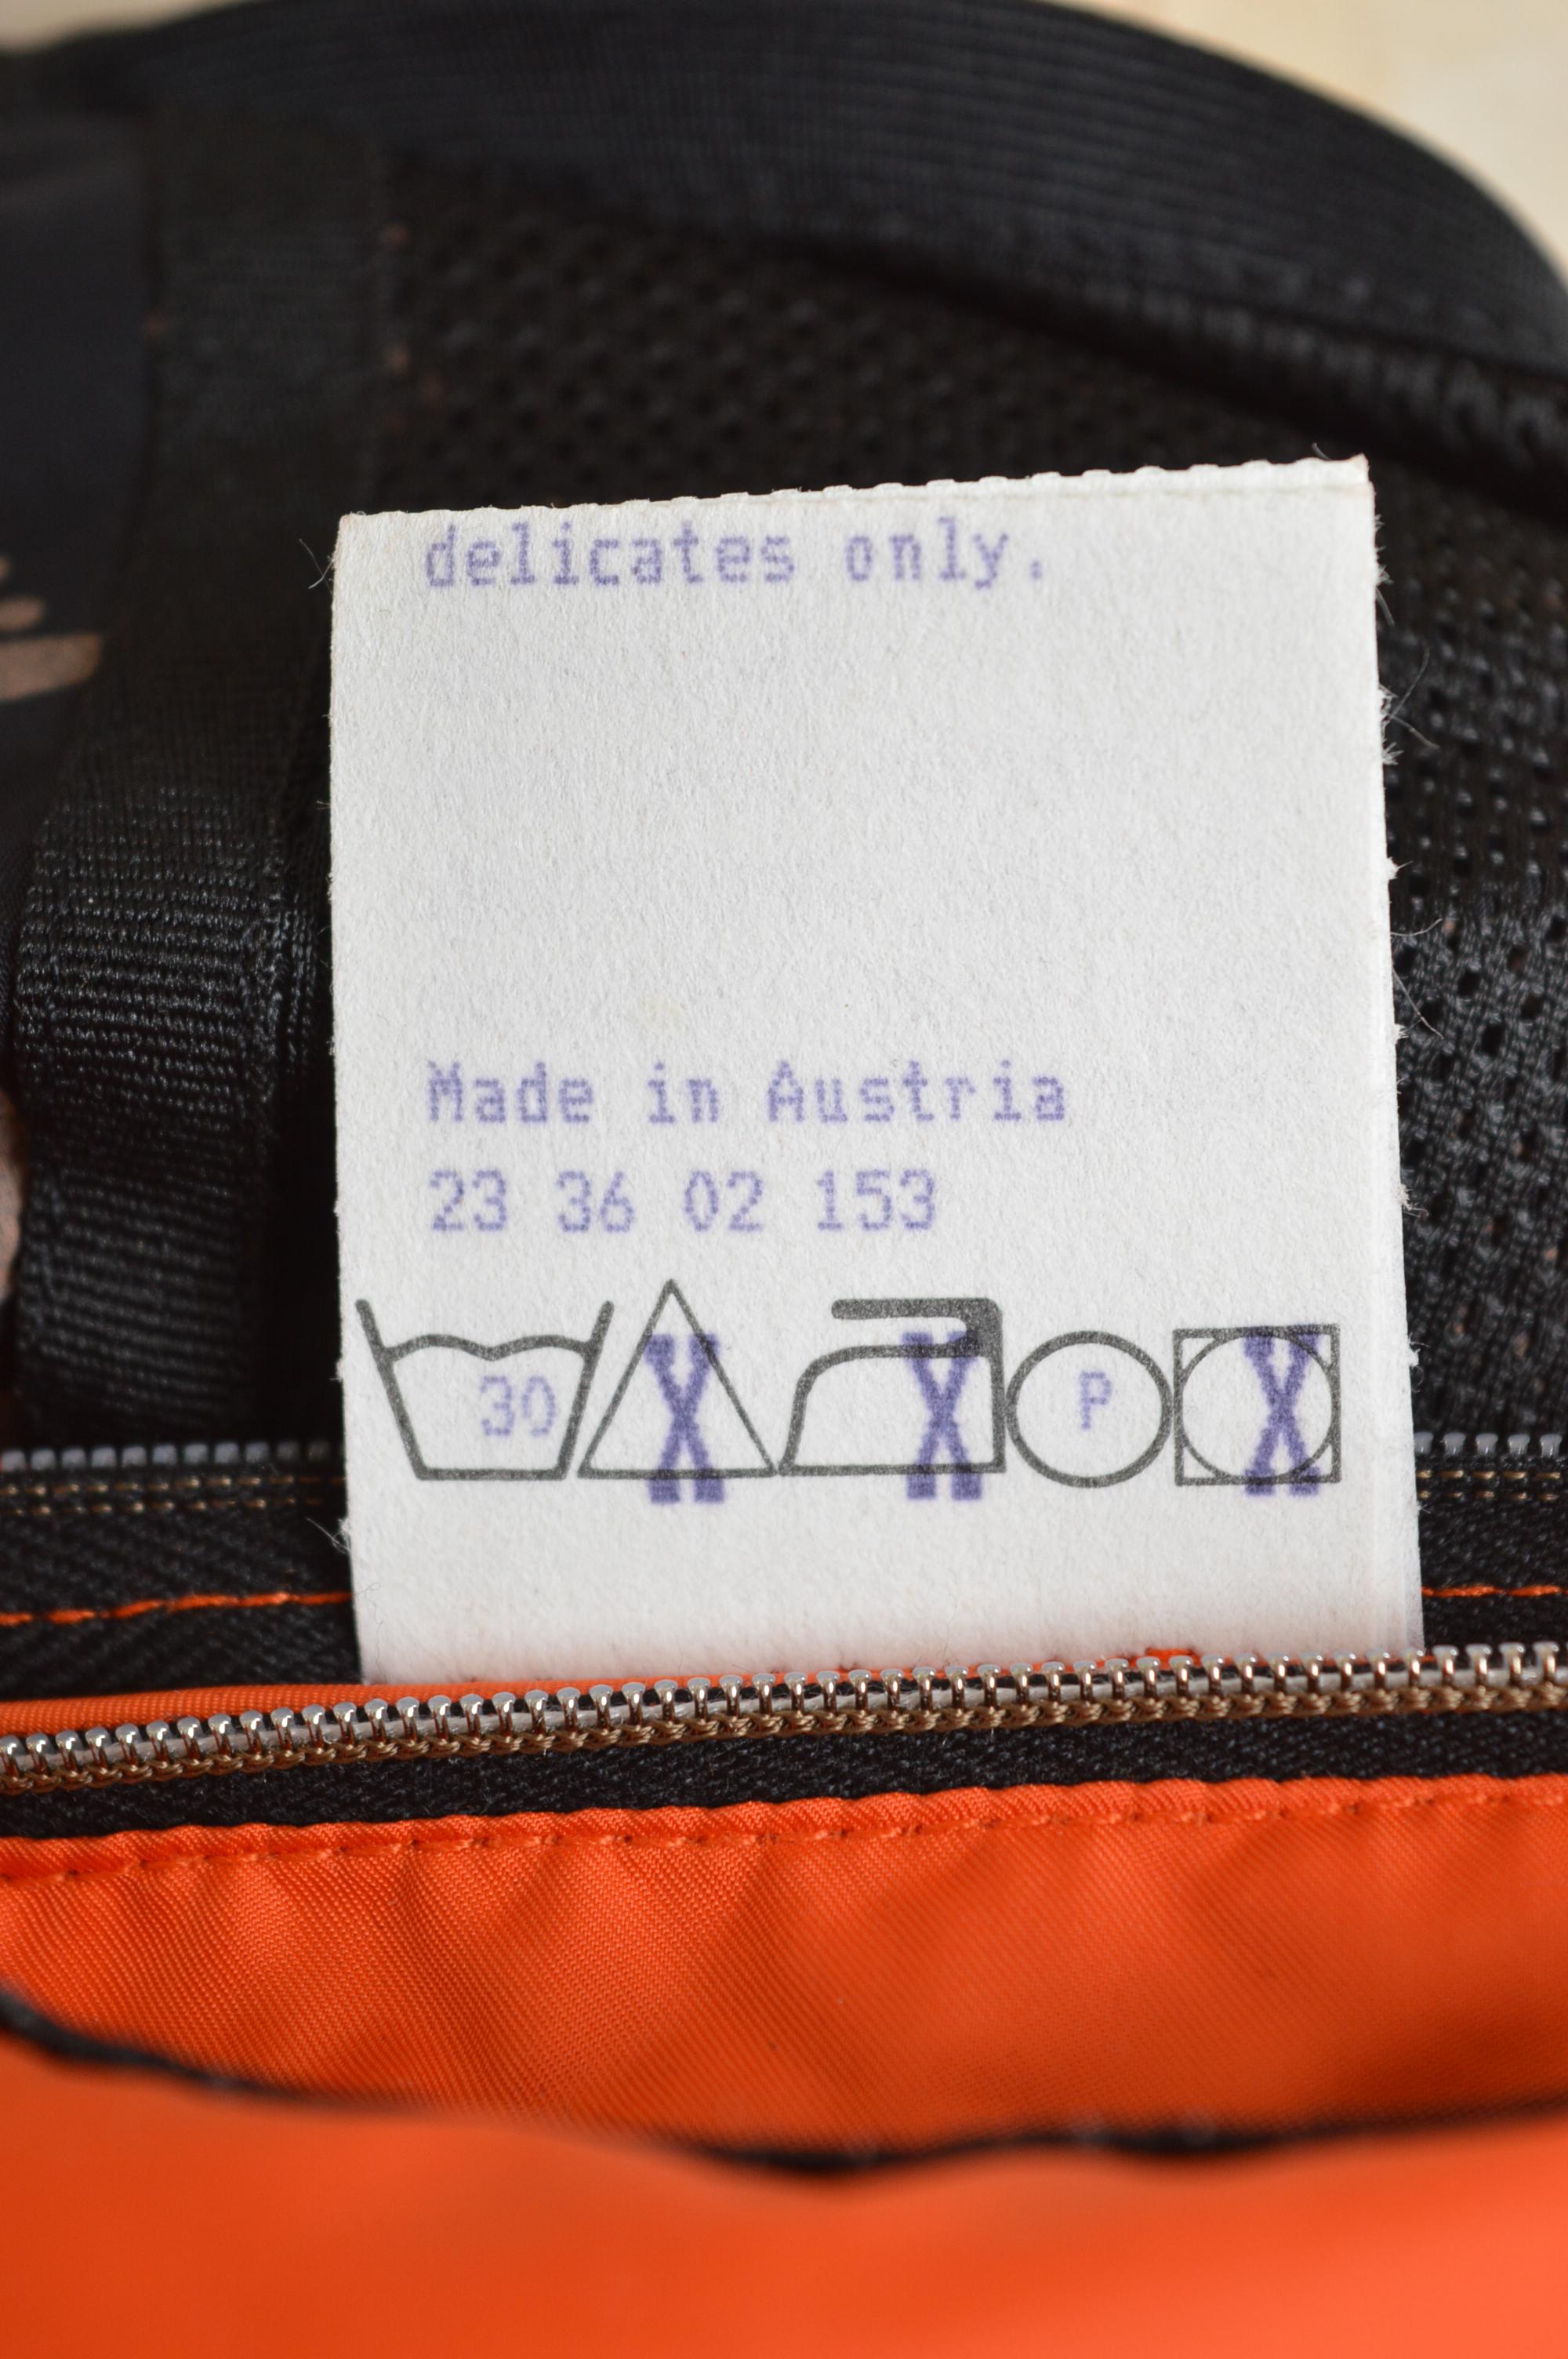 delicates only.
Made in Austria
23 36 02 153
30 X X P X